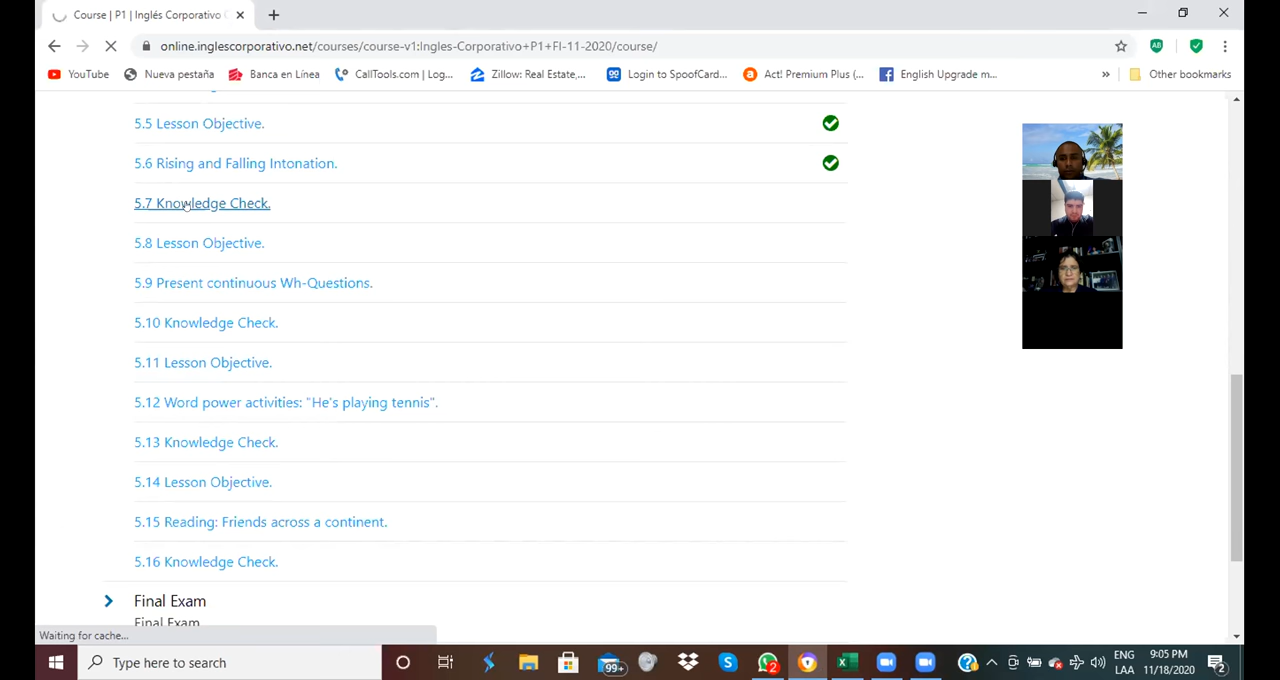 Course | P1 | Inglés Corporativo
online.inglescorporativo.net/courses/course-v1:Ingles-Corporativo+P1+FI-11-2020/course/
YouTube Nueva pestaña Banca en Línea CallTools.com | Log... Zillow: Real Estate,... Login to SpoofCard... Act! Premium Plus (... English Upgrade m... » Other bookmarks
5.5 Lesson Objective.
5.6 Rising and Falling Intonation.
5.7 Knowledge Check.
5.8 Lesson Objective.
5.9 Present continuous Wh-Questions.
5.10 Knowledge Check.
5.11 Lesson Objective.
5.12 Word power activities: "He's playing tennis".
5.13 Knowledge Check.
5.14 Lesson Objective.
5.15 Reading: Friends across a continent.
5.16 Knowledge Check.
Final Exam
Final Exam
Waiting for cache...
Type here to search
99+
2
ENG
LAA
9:05 PM
11/18/2020
2